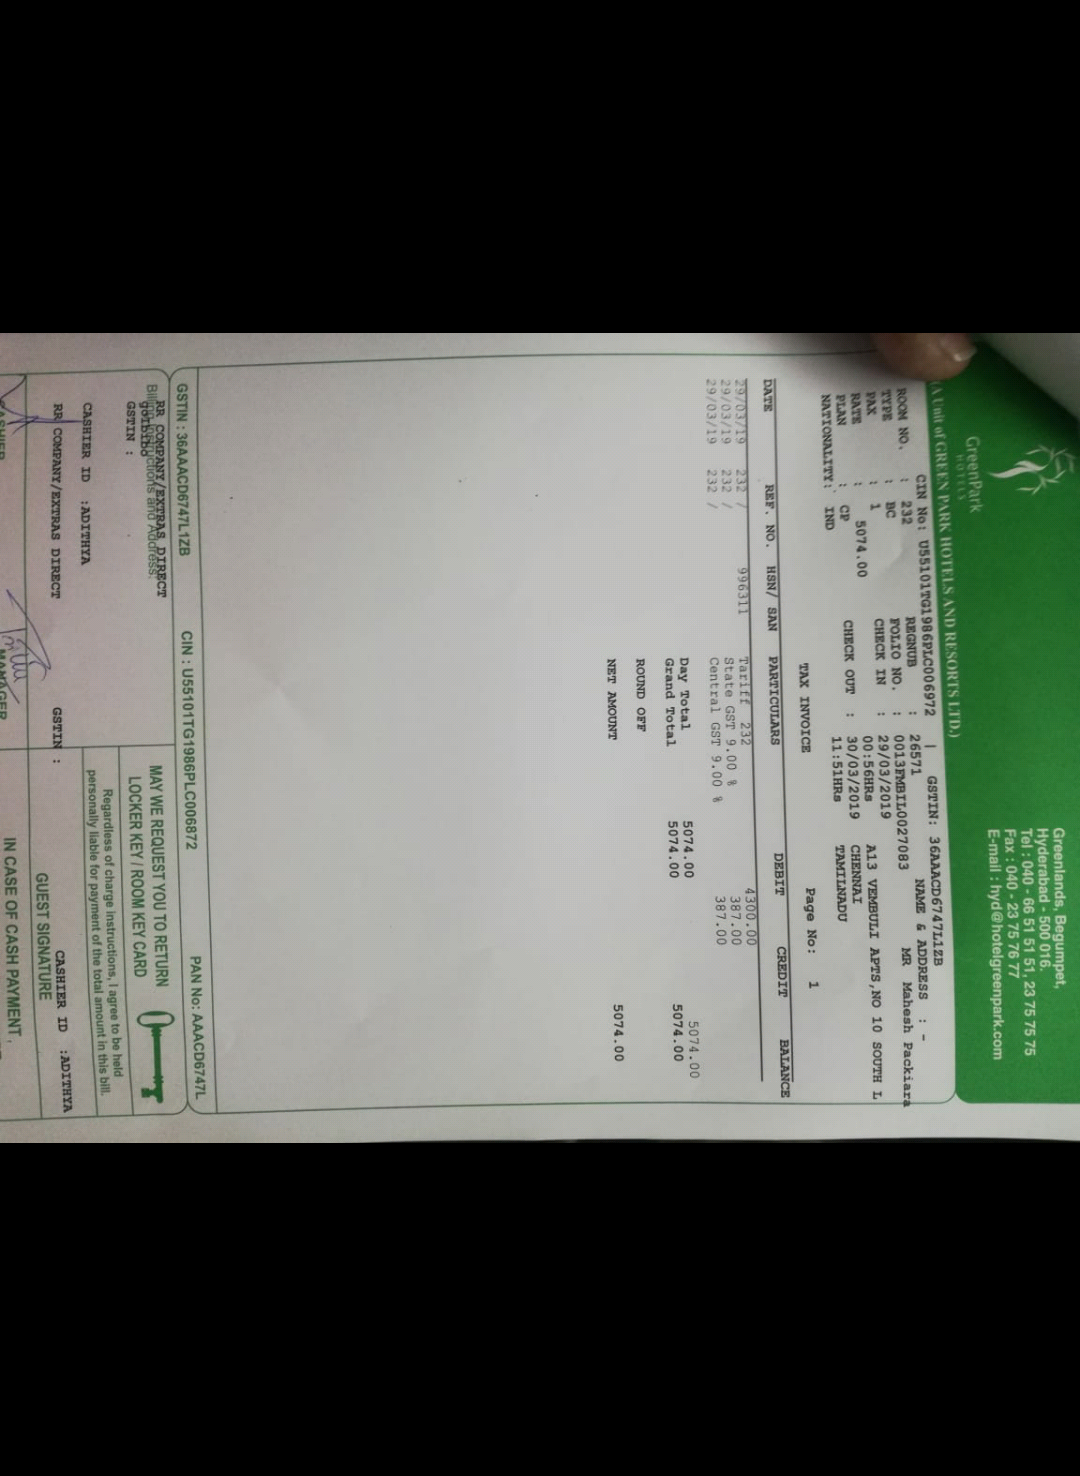 GreenPark
HOTELS
Greenlands, Begumpet,
Hyderabad - 500 016.
Tel : 040 - 66 51 51 51, 23 75 75 75
Fax : 040 - 23 75 76 77
E-mail : hyd@hotelgreenpark.com
(A Unit of GREEN PARK HOTELS AND RESORTS LTD.)
CIN No: U55101TG1986PLC006972 | GSTIN: 36AAACD6747L1ZB
ROOM NO. : 232 REGNUB : 26571 NAME & ADDRESS : -
TYPE : BC FOLIO NO. : 0013FMBIL0027083 MR Mahesh Packiara
PAX : 1 CHECK IN : 29/03/2019
RATE : 5074.00 00:56HRs A13 VEMBULI APTS,NO 10 SOUTH L
PLAN : CP CHECK OUT : 30/03/2019 CHENNAI
NATIONALITY: IND 11:51HRs TAMILNADU
TAX INVOICE Page No: 1
DATE REF. NO. HSN/ SAN PARTICULARS DEBIT CREDIT BALANCE
29/03/19 232 / 996311 Tariff 232 4300.00
29/03/19 232 / State GST 9.00 % 387.00
29/03/19 232 / Central GST 9.00 % 387.00 5074.00
Day Total 5074.00 5074.00
Grand Total 5074.00
ROUND OFF
NET AMOUNT 5074.00
GSTIN : 36AAACD6747L1ZB CIN : U55101TG1986PLC006872 PAN No: AAACD6747L
RR COMPANY/EXTRAS DIRECT
Billing Instructions and Address:
goibibo
GSTIN :
MAY WE REQUEST YOU TO RETURN
LOCKER KEY / ROOM KEY CARD
Regardless of charge instructions, I agree to be held
personally liable for payment of the total amount in this bill.
CASHIER ID :ADITHYA
RR COMPANY/EXTRAS DIRECT GSTIN : CASHIER ID :ADITHYA
GUEST SIGNATURE
CASHIER MANAGER IN CASE OF CASH PAYMENT,